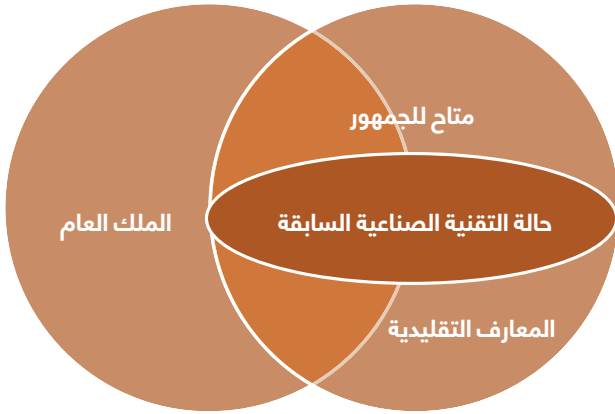 متاح للجمهور
حالة التقنية الصناعية السابقة
الملك العام
المعارف التقليدية